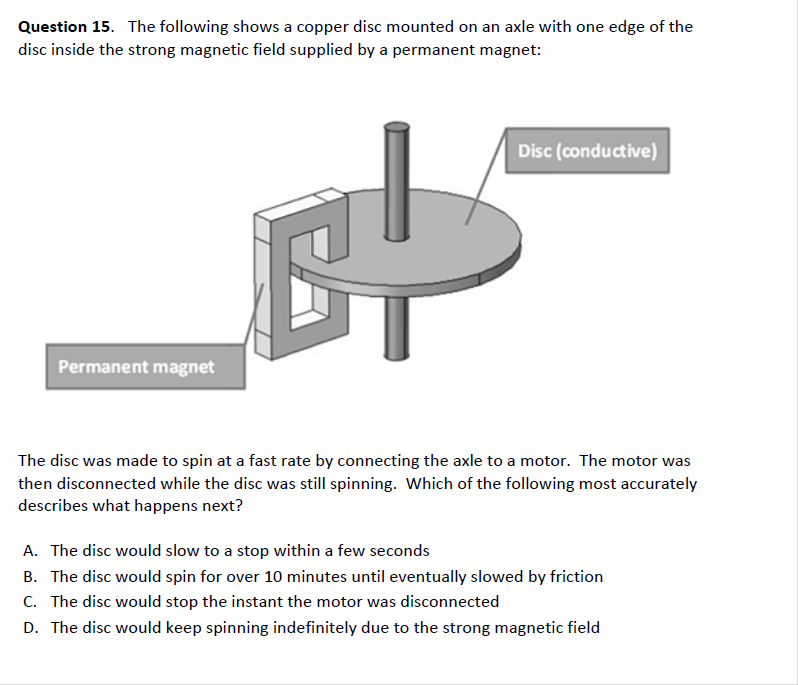 Question 15. The following shows a copper disc mounted on an axle with one edge of the
disc inside the strong magnetic field supplied by a permanent magnet:
Disc (conductive)
Permanent magnet
The disc was made to spin at a fast rate by connecting the axle to a motor. The motor was
then disconnected while the disc was still spinning. Which of the following most accurately
describes what happens next?
A. The disc would slow to a stop within a few seconds
B. The disc would spin for over 10 minutes until eventually slowed by friction
C. The disc would stop the instant the motor was disconnected
D. The disc would keep spinning indefinitely due to the strong magnetic field